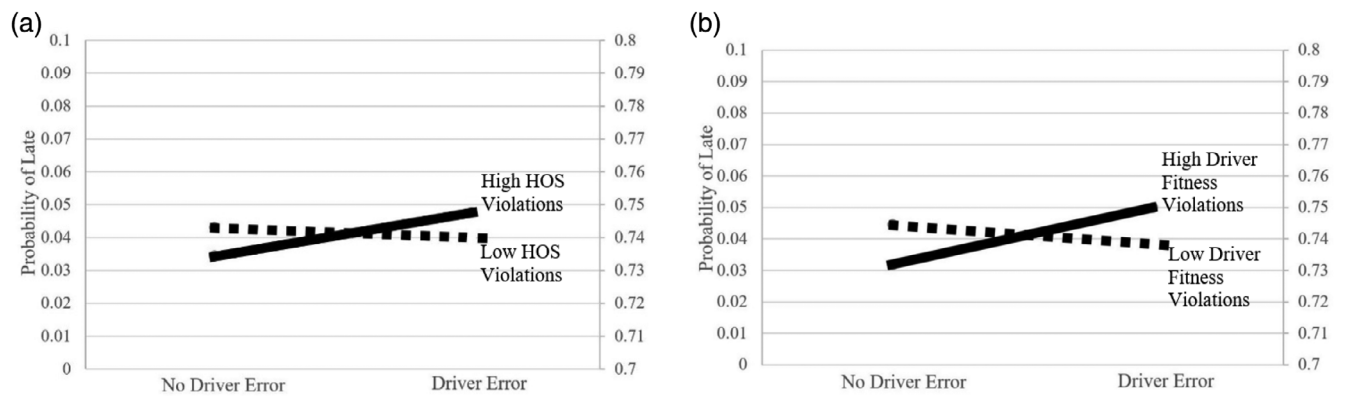 (a)
Probability of Late
0.1
0.09
0.08
0.07
0.06
0.05
0.04
0.03
0.02
0.01
0
0.8
0.79
0.78
0.77
0.76
0.75
0.74
0.73
0.72
0.71
0.7
High HOS
Violations
Low HOS
Violations
No Driver Error
Driver Error
(b)
Probability of Late
0.1
0.09
0.08
0.07
0.06
0.05
0.04
0.03
0.02
0.01
0
0.8
0.79
0.78
0.77
0.76
0.75
0.74
0.73
0.72
0.71
0.7
High Driver
Fitness
Violations
Low Driver
Fitness
Violations
No Driver Error
Driver Error